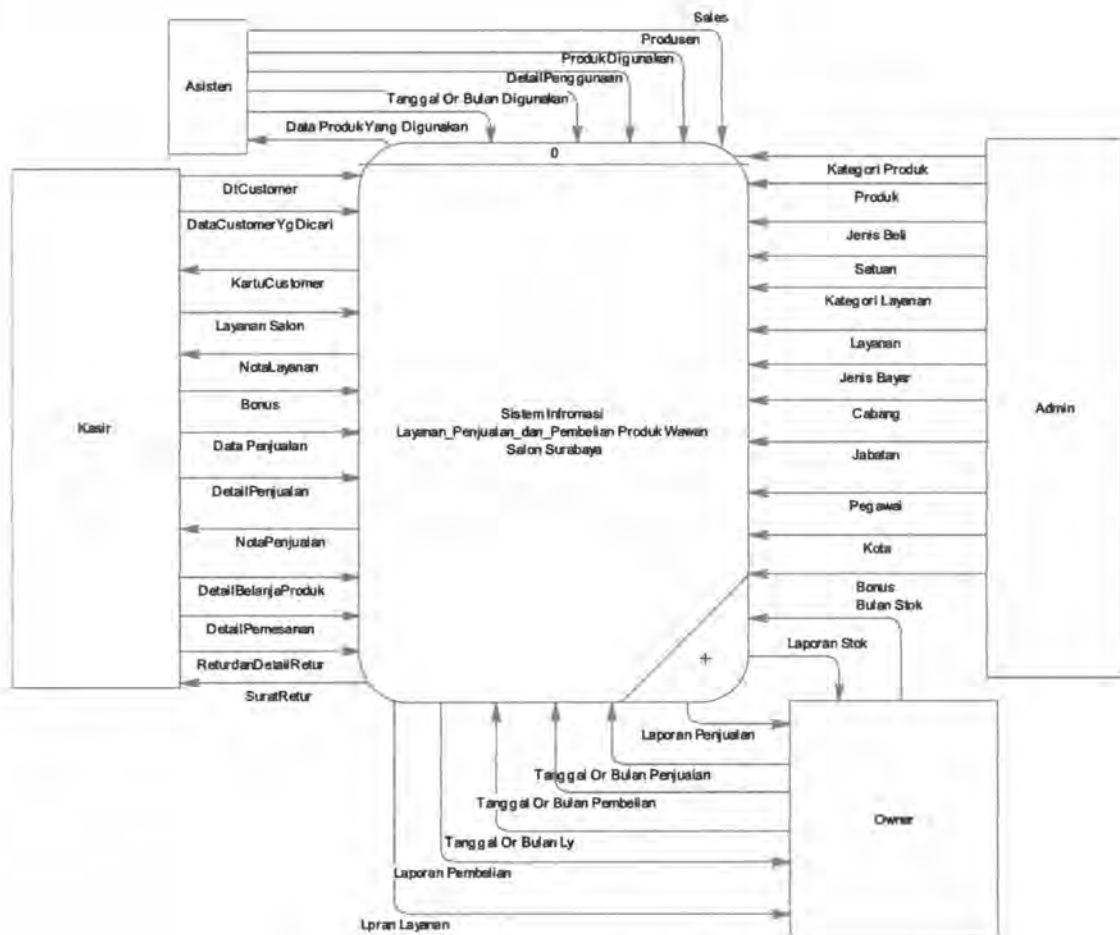 Sales
Produsen
ProdukDigunakan
DetailPenggunaan
Tanggal Or Bulan Digunakan
Data ProdukYang Digunakan
Asisten
0
DtCustomer
DataCustomerYgDicari
KartuCustomer
Layanan Salon
NotaLayanan
Bonus
Data Penjualan
DetailPenjualan
NotaPenjualan
DetailBelanjaProduk
DetailPemesanan
ReturdanDetailRetur
SuratRetur
Kasir
Sistem Infromasi
Layanan_Penjualan_dan_Pembelian Produk Wawan
Salon Surabaya
+
Kategori Produk
Produk
Jenis Beli
Satuan
Kategori Layanan
Layanan
Jenis Bayar
Cabang
Jabatan
Pegawai
Kota
Bonus
Admin
Bulan Stok
Laporan Stok
Laporan Penjualan
Tanggal Or Bulan Penjualan
Tanggal Or Bulan Pembelian
Tanggal Or Bulan Ly
Laporan Pembelian
Lpran Layanan
Owner